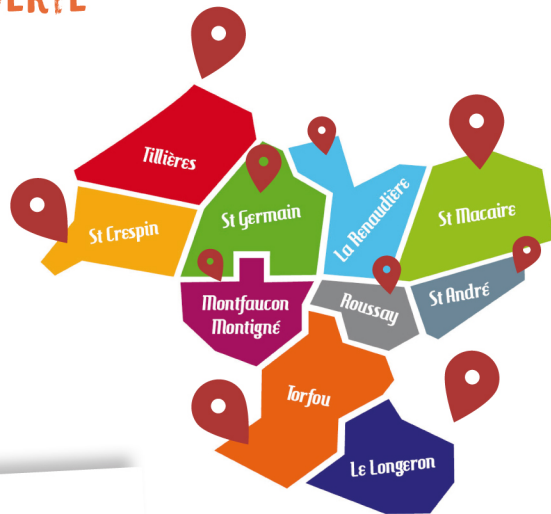 Tillières
St Crespin
St Germain
La Renaudière
St Macaire
Montfaucon
Montigné
Roussay
St André
Torfou
Le Longeron